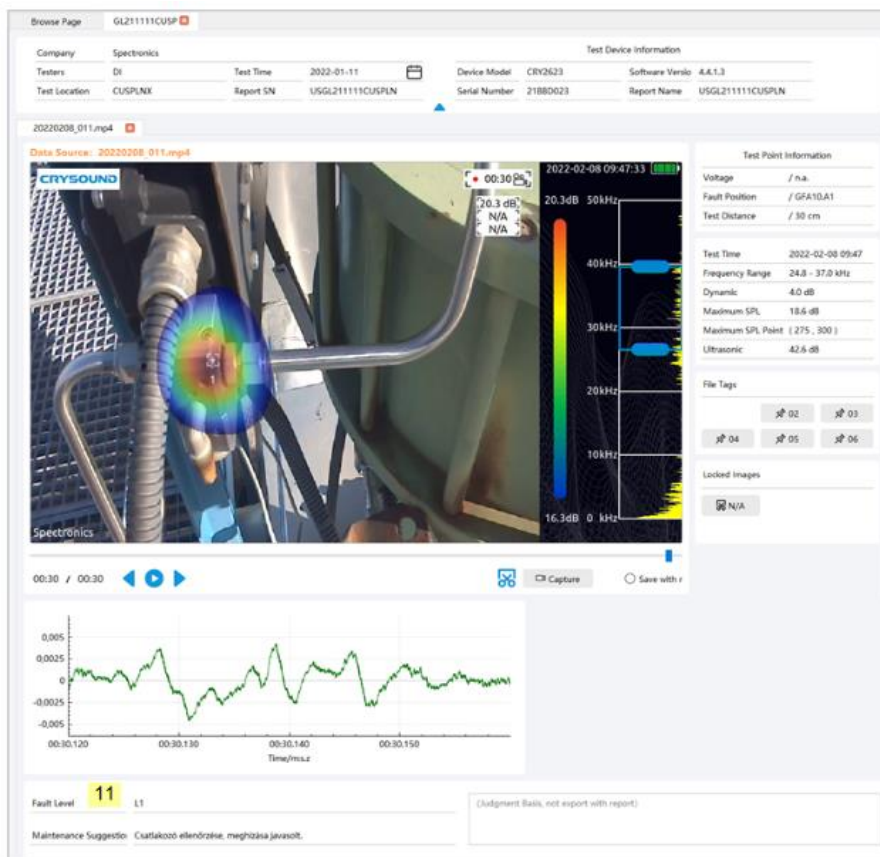 Browse Page GL211111CUSP
Company Spectronics Test Device Information
Testers DI Test Time 2022-01-11 Device Model CRY2623 Software Versio 4.4.1.3
Test Location CUSPLNX Report SN USGL211111CUSPLN Serial Number 21BBD023 Report Name USGL211111CUSPLN
20220208_011.mp4
Data Source: 20220208_011.mp4
CRYSOUND
00:30
20.3 dB
N/A
N/A
2022-02-08 09:47:33
20.3dB 50kHz
40kHz
30kHz
20kHz
10kHz
16.3dB 0 kHz
Spectronics
Test Point Information
Voltage / n.a.
Fault Position / GFA10.A1
Test Distance / 30 cm
Test Time 2022-02-08 09:47
Frequency Range 24.8 - 37.0 kHz
Dynamic 4.0 dB
Maximum SPL 18.6 dB
Maximum SPL Point ( 275 , 300 )
Ultrasonic 42.6 dB
File Tags
02 03
04 05 06
Locked Images
N/A
00:30 / 00:30 Capture Save with r
0,005
0,0025
0
-0,0025
-0,005
00:30.120 00:30.130 00:30.140 00:30.150
Time/m:s.z
Fault Level 11 L1 (Judgment Basis, not export with report)
Maintenance Suggestio Csatlakozó ellenőrzése, meghúzása javasolt.